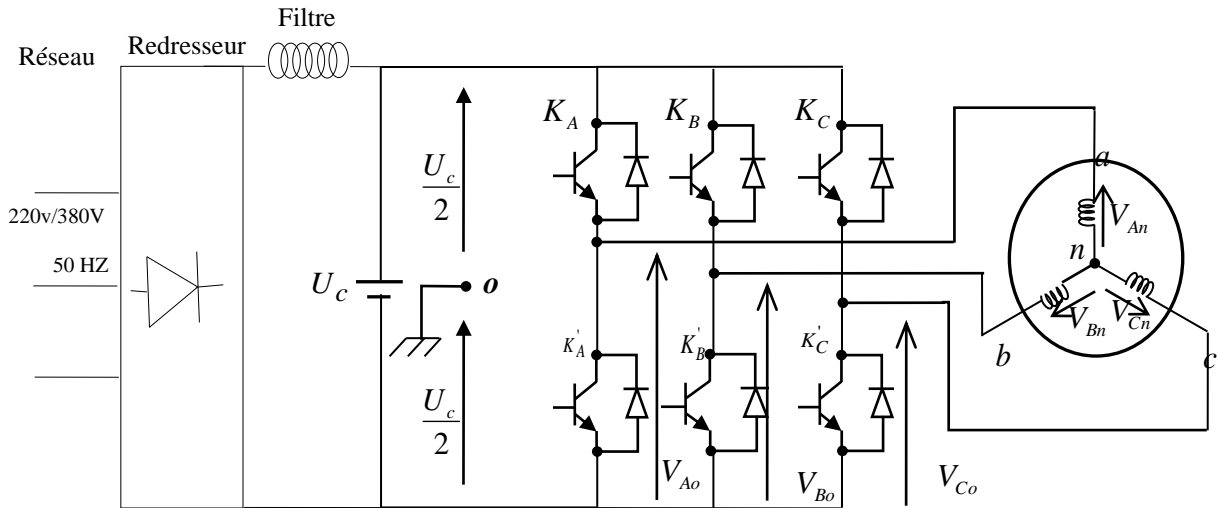 Filtre
Redresseur
Réseau
K_A
K_B
K_C
U_c
2
a
220v/380V
V_An
n
50 HZ
U_c
o
V_Bn
V_Cn
K'_A
K'_B
K'_C
b
c
U_c
2
V_Ao
V_Bo
V_Co